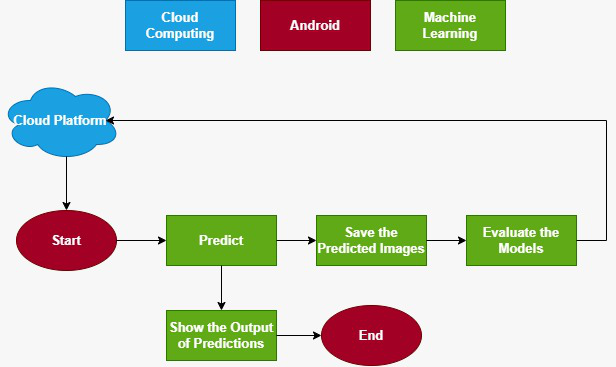 Cloud
Computing
Android
Machine
Learning
Cloud Platform
Start
Predict
Save the
Predicted Images
Evaluate the
Models
Show the Output
of Predictions
End